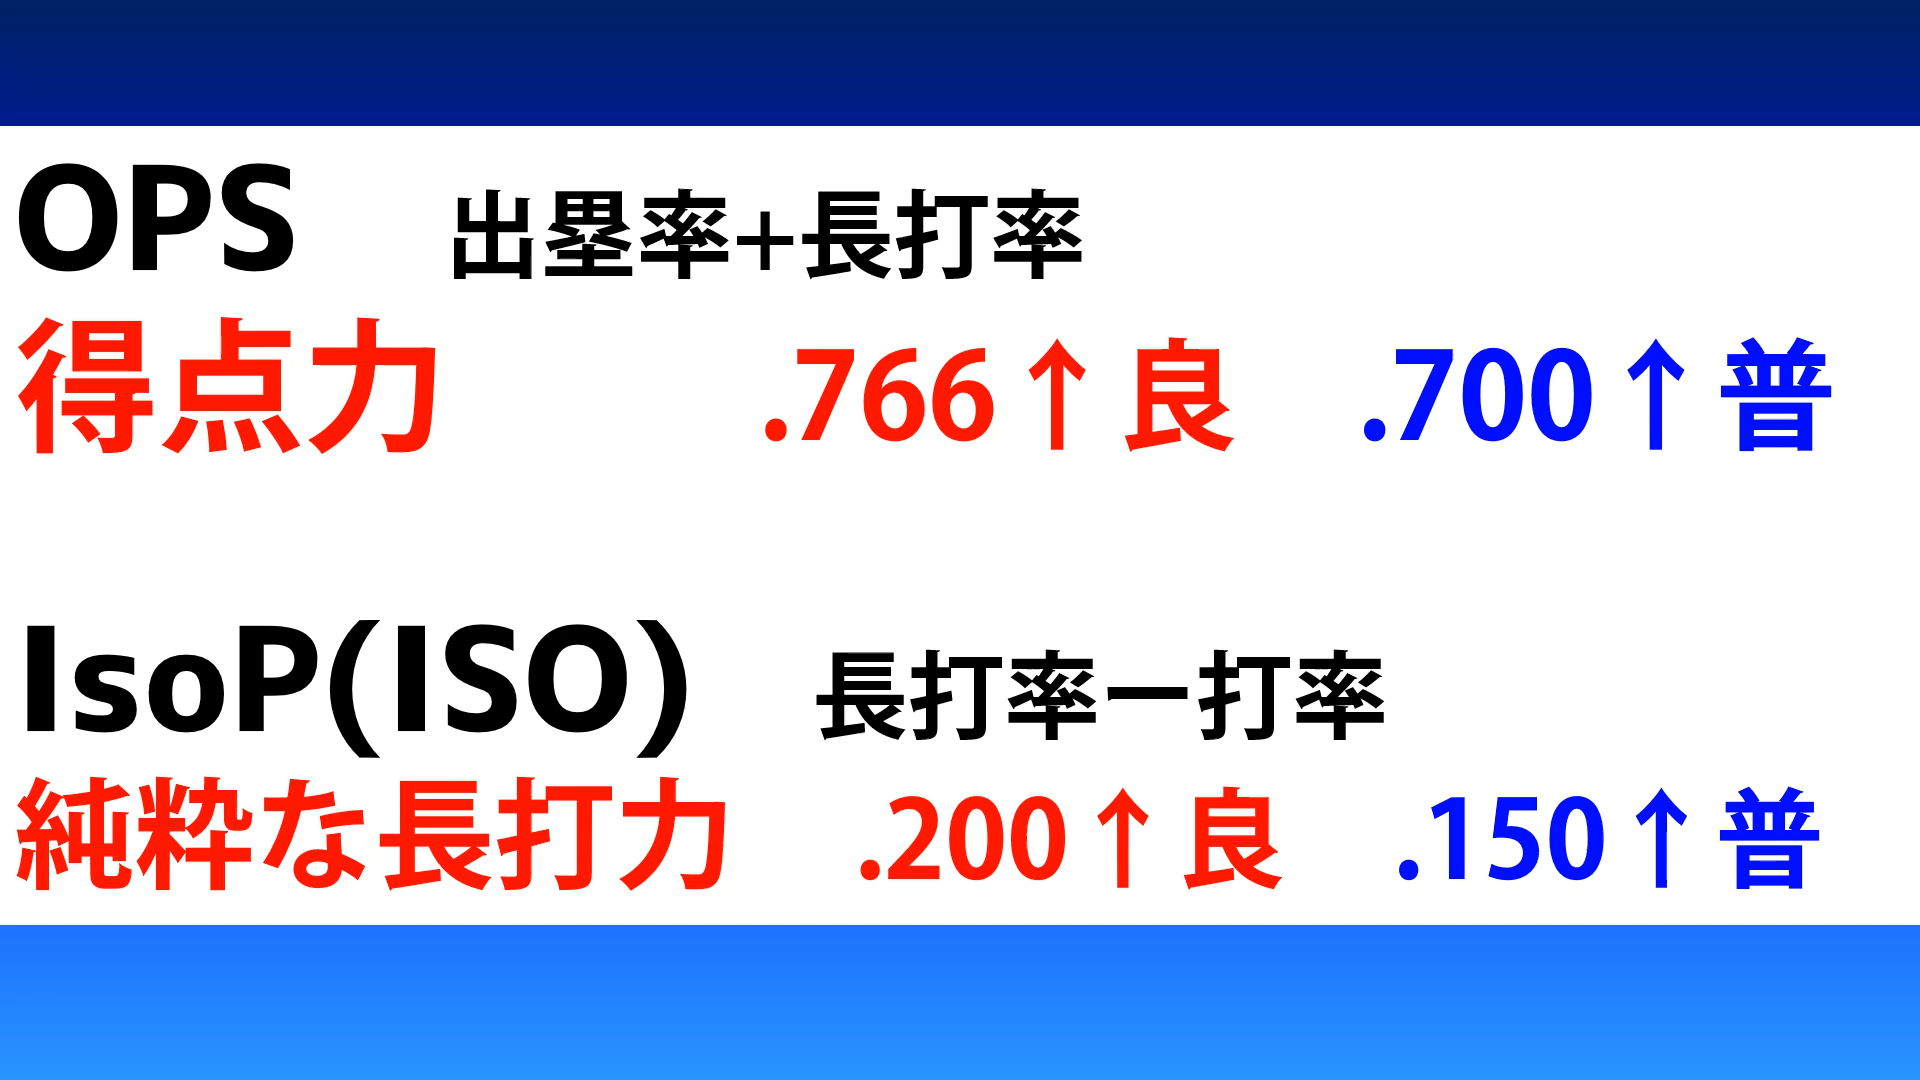 OPS 出塁率+長打率
得点力 .766↑良 .700↑普
IsoP(ISO) 長打率ー打率
純粋な長打力 .200↑良 .150↑普